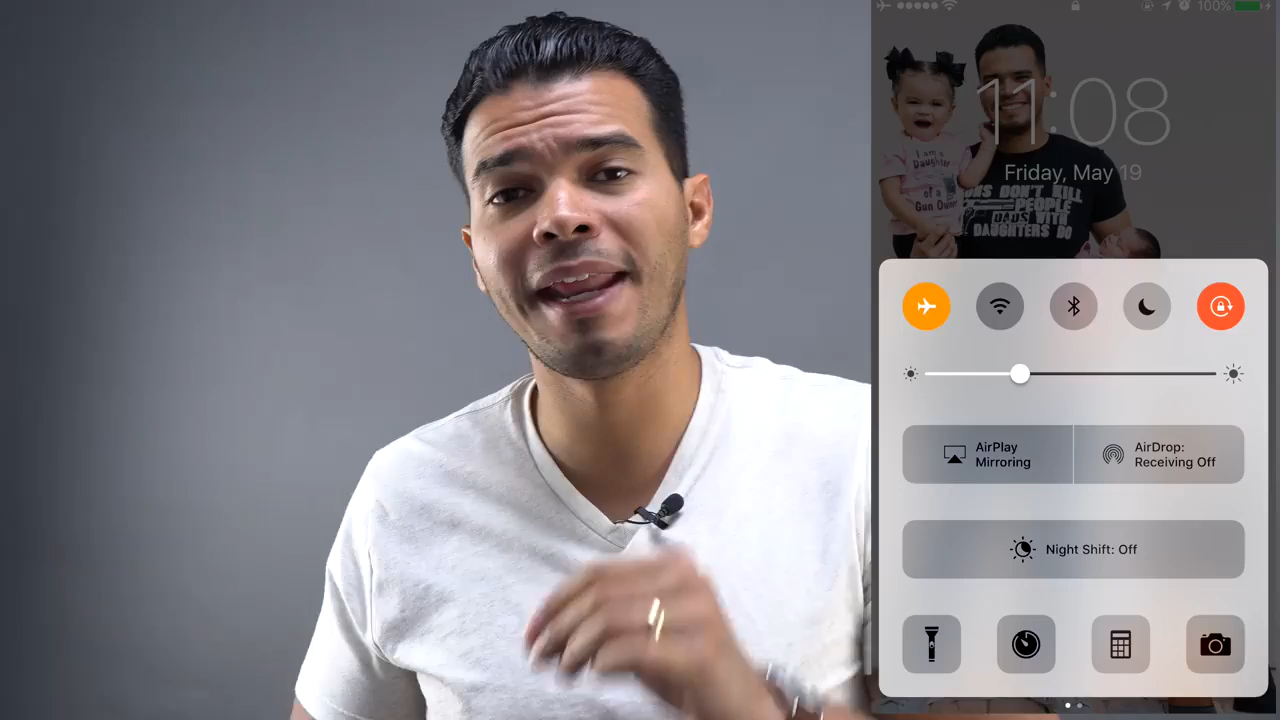 100%
11:08
Friday, May 19
I am a
Daughter
of a
Gun Owner
DON'T KILL
PEOPLE
DADS WITH
DAUGHTERS DO
AirPlay
Mirroring
AirDrop:
Receiving Off
Night Shift: Off